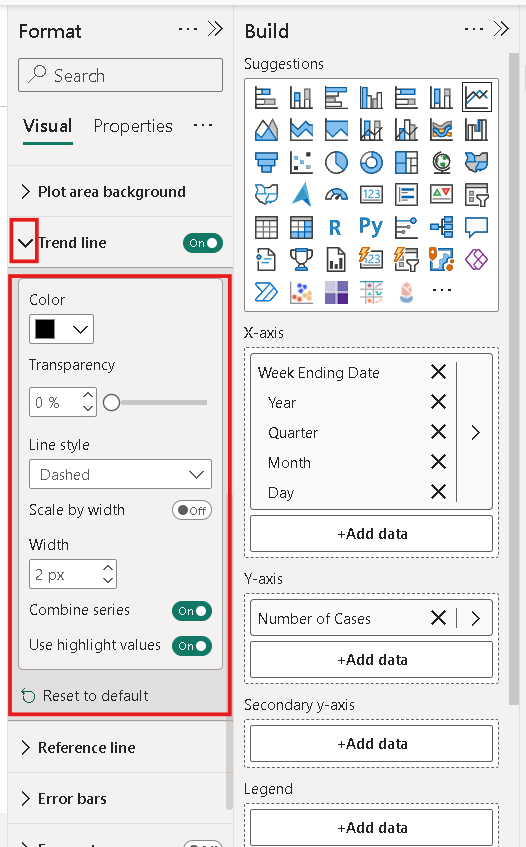 Format
Search
Visual Properties
Plot area background
Trend line On
Color
Transparency
0 %
Line style
Dashed
Scale by width Off
Width
2 px
Combine series On
Use highlight values On
Reset to default
Reference line
Error bars
Build
Suggestions
123
R Py
123
X-axis
Week Ending Date
Year
Quarter
Month
Day
+Add data
Y-axis
Number of Cases
+Add data
Secondary y-axis
+Add data
Legend
+Add data